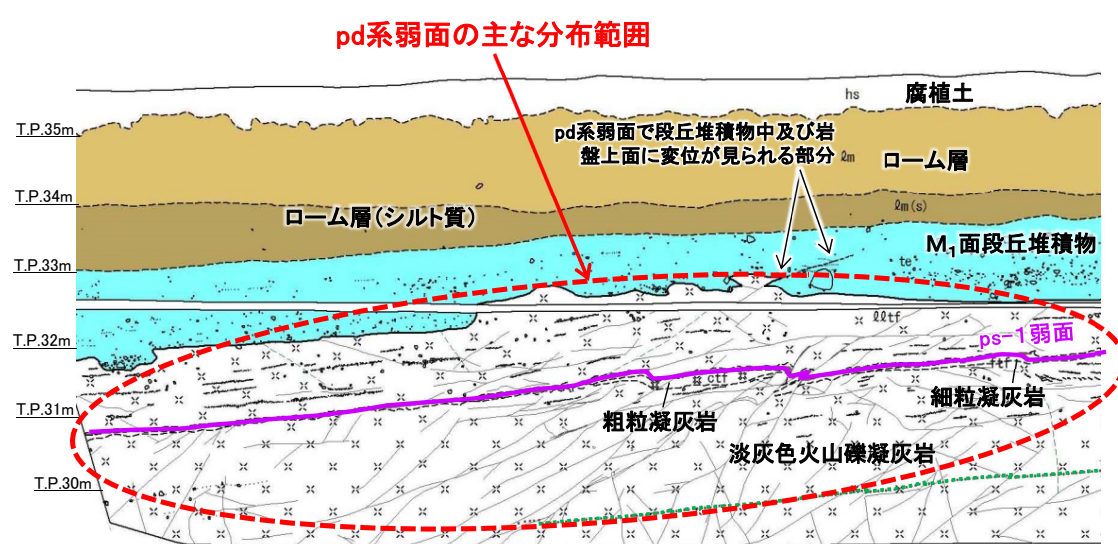 pd系弱面の主な分布範囲
hs
腐植土
T.P.35m
pd系弱面で段丘堆積物中及び岩
盤上面に変位が見られる部分
ℓm
ローム層
T.P.34m
ℓm(s)
ローム層(シルト質)
M₁面段丘堆積物
te
T.P.33m
ℓℓtf
T.P.32m
ps-1弱面
ftf
ctf
細粒凝灰岩
T.P.31m
粗粒凝灰岩
淡灰色火山礫凝灰岩
T.P.30m